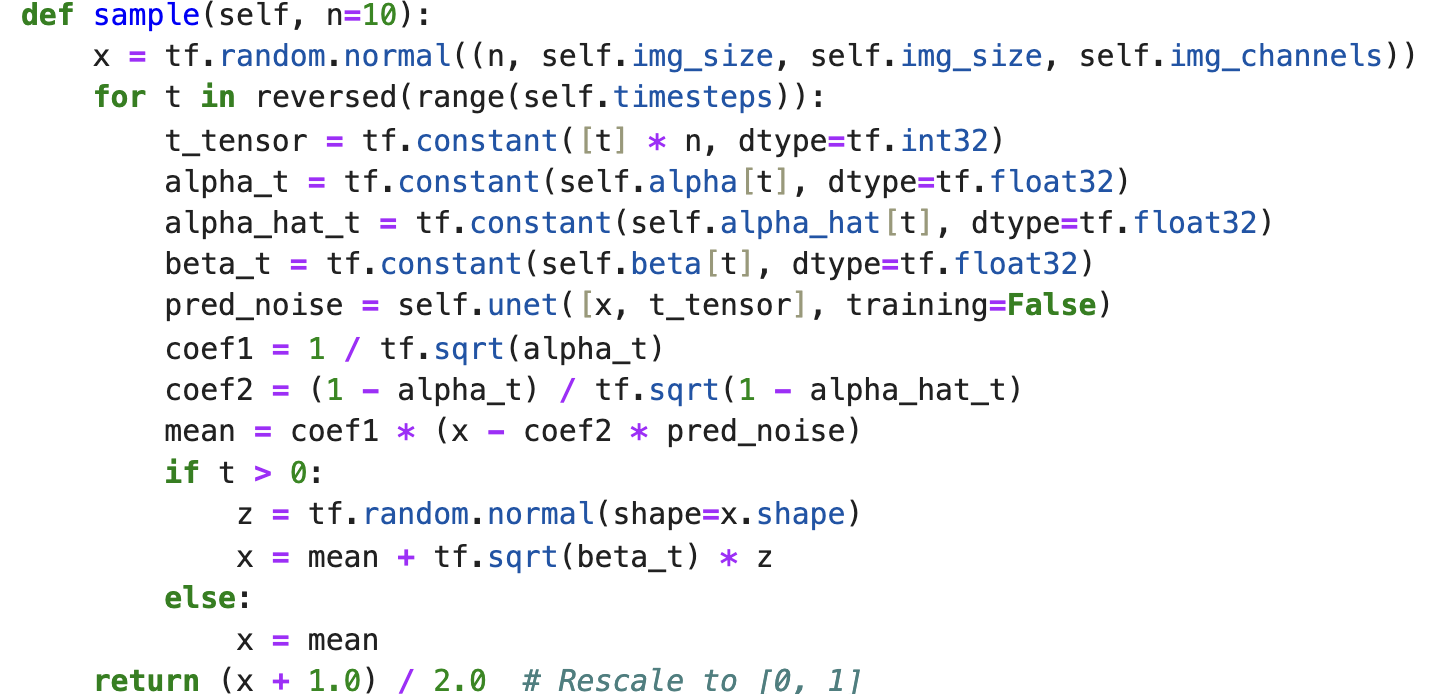 def sample(self, n=10):
    x = tf.random.normal((n, self.img_size, self.img_size, self.img_channels))
    for t in reversed(range(self.timesteps)):
        t_tensor = tf.constant([t] * n, dtype=tf.int32)
        alpha_t = tf.constant(self.alpha[t], dtype=tf.float32)
        alpha_hat_t = tf.constant(self.alpha_hat[t], dtype=tf.float32)
        beta_t = tf.constant(self.beta[t], dtype=tf.float32)
        pred_noise = self.unet([x, t_tensor], training=False)
        coef1 = 1 / tf.sqrt(alpha_t)
        coef2 = (1 - alpha_t) / tf.sqrt(1 - alpha_hat_t)
        mean = coef1 * (x - coef2 * pred_noise)
        if t > 0:
            z = tf.random.normal(shape=x.shape)
            x = mean + tf.sqrt(beta_t) * z
        else:
            x = mean
    return (x + 1.0) / 2.0  # Rescale to [0, 1]